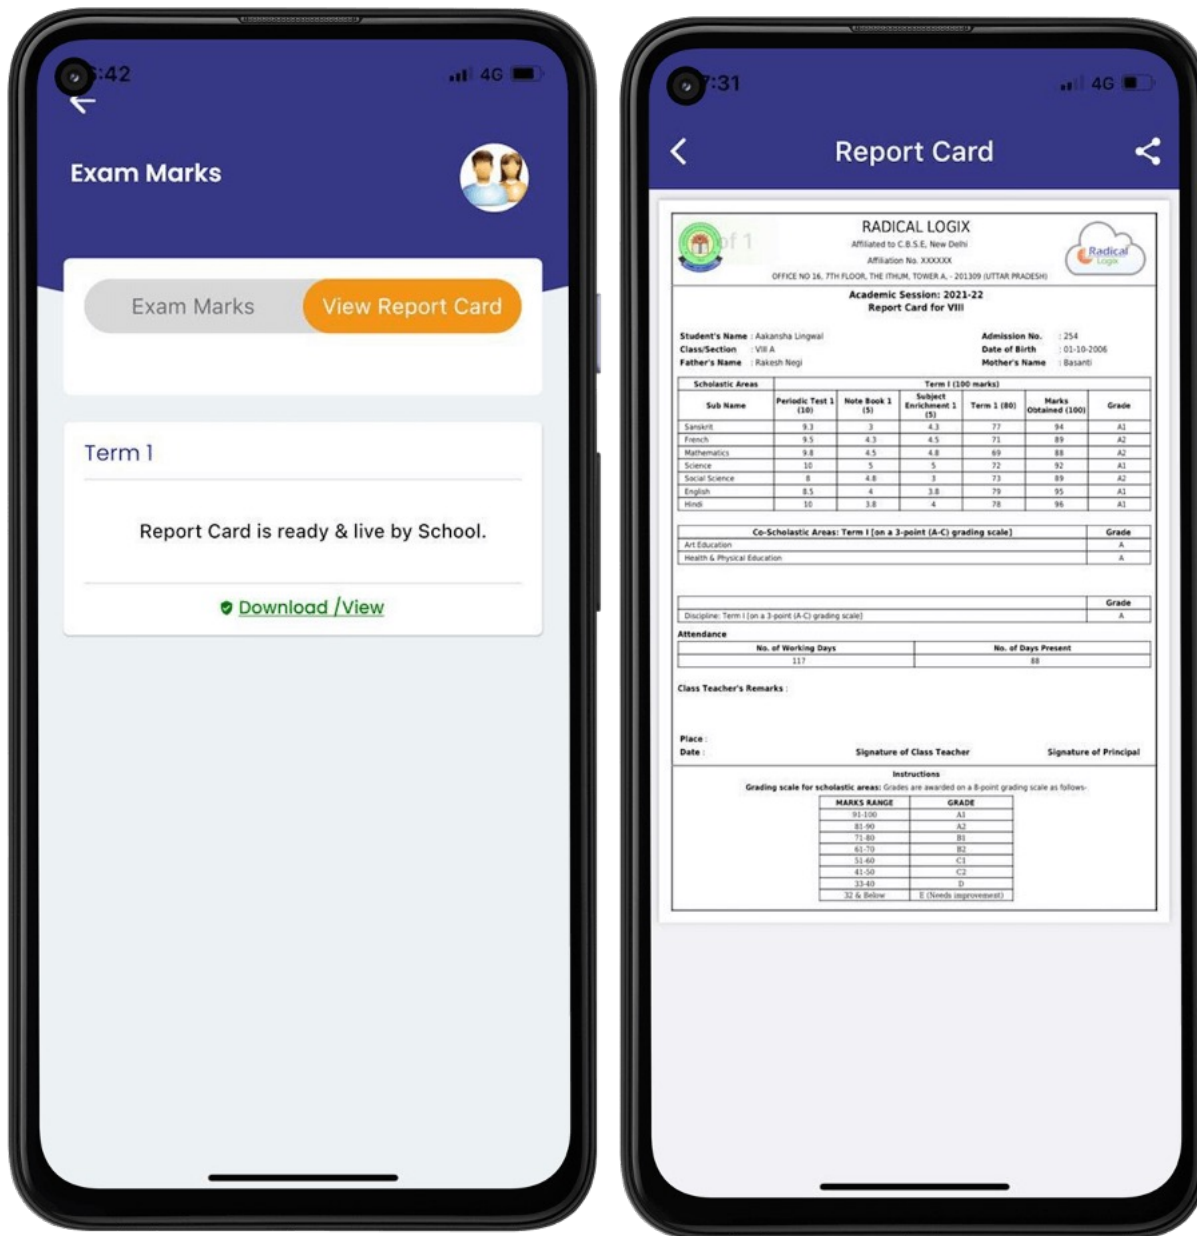 6:42
4G
Exam Marks
Exam Marks
View Report Card
Term 1
Report Card is ready & live by School.
Download /View
7:31
4G
Report Card
of 1
RADICAL LOGIX
Affiliated to C.B.S.E, New Delhi
Affiliation No. XXXXXX
OFFICE NO 16, 7TH FLOOR, THE ITHUM, TOWER A, - 201309 (UTTAR PRADESH)
Radical
Logix
Academic Session: 2021-22
Report Card for VIII
Student's Name : Aakansha Lingwal Admission No. : 254
Class/Section : VIII A Date of Birth : 01-10-2006
Father's Name : Rakesh Negi Mother's Name : Basanti
Scholastic Areas Term I (100 marks)
Sub Name Periodic Test 1 (10) Note Book 1 (5) Subject Enrichment 1 (5) Term 1 (80) Marks Obtained (100) Grade
Sanskrit 9.3 3 4.3 77 94 A1
French 9.5 4.3 4.5 71 89 A2
Mathematics 9.8 4.5 4.8 69 88 A2
Science 10 5 5 72 92 A1
Social Science 8 4.8 3 73 89 A2
English 8.5 4 3.8 79 95 A1
Hindi 10 3.8 4 78 96 A1
Co-Scholastic Areas: Term I [on a 3-point (A-C) grading scale] Grade
Art Education A
Health & Physical Education A
Grade
Discipline: Term I [on a 3-point (A-C) grading scale] A
Attendance
No. of Working Days No. of Days Present
117 88
Class Teacher's Remarks :
Place :
Date : Signature of Class Teacher Signature of Principal
Instructions
Grading scale for scholastic areas: Grades are awarded on a 8-point grading scale as follows-
MARKS RANGE GRADE
91-100 A1
81-90 A2
71-80 B1
61-70 B2
51-60 C1
41-50 C2
33-40 D
32 & Below E (Needs improvement)